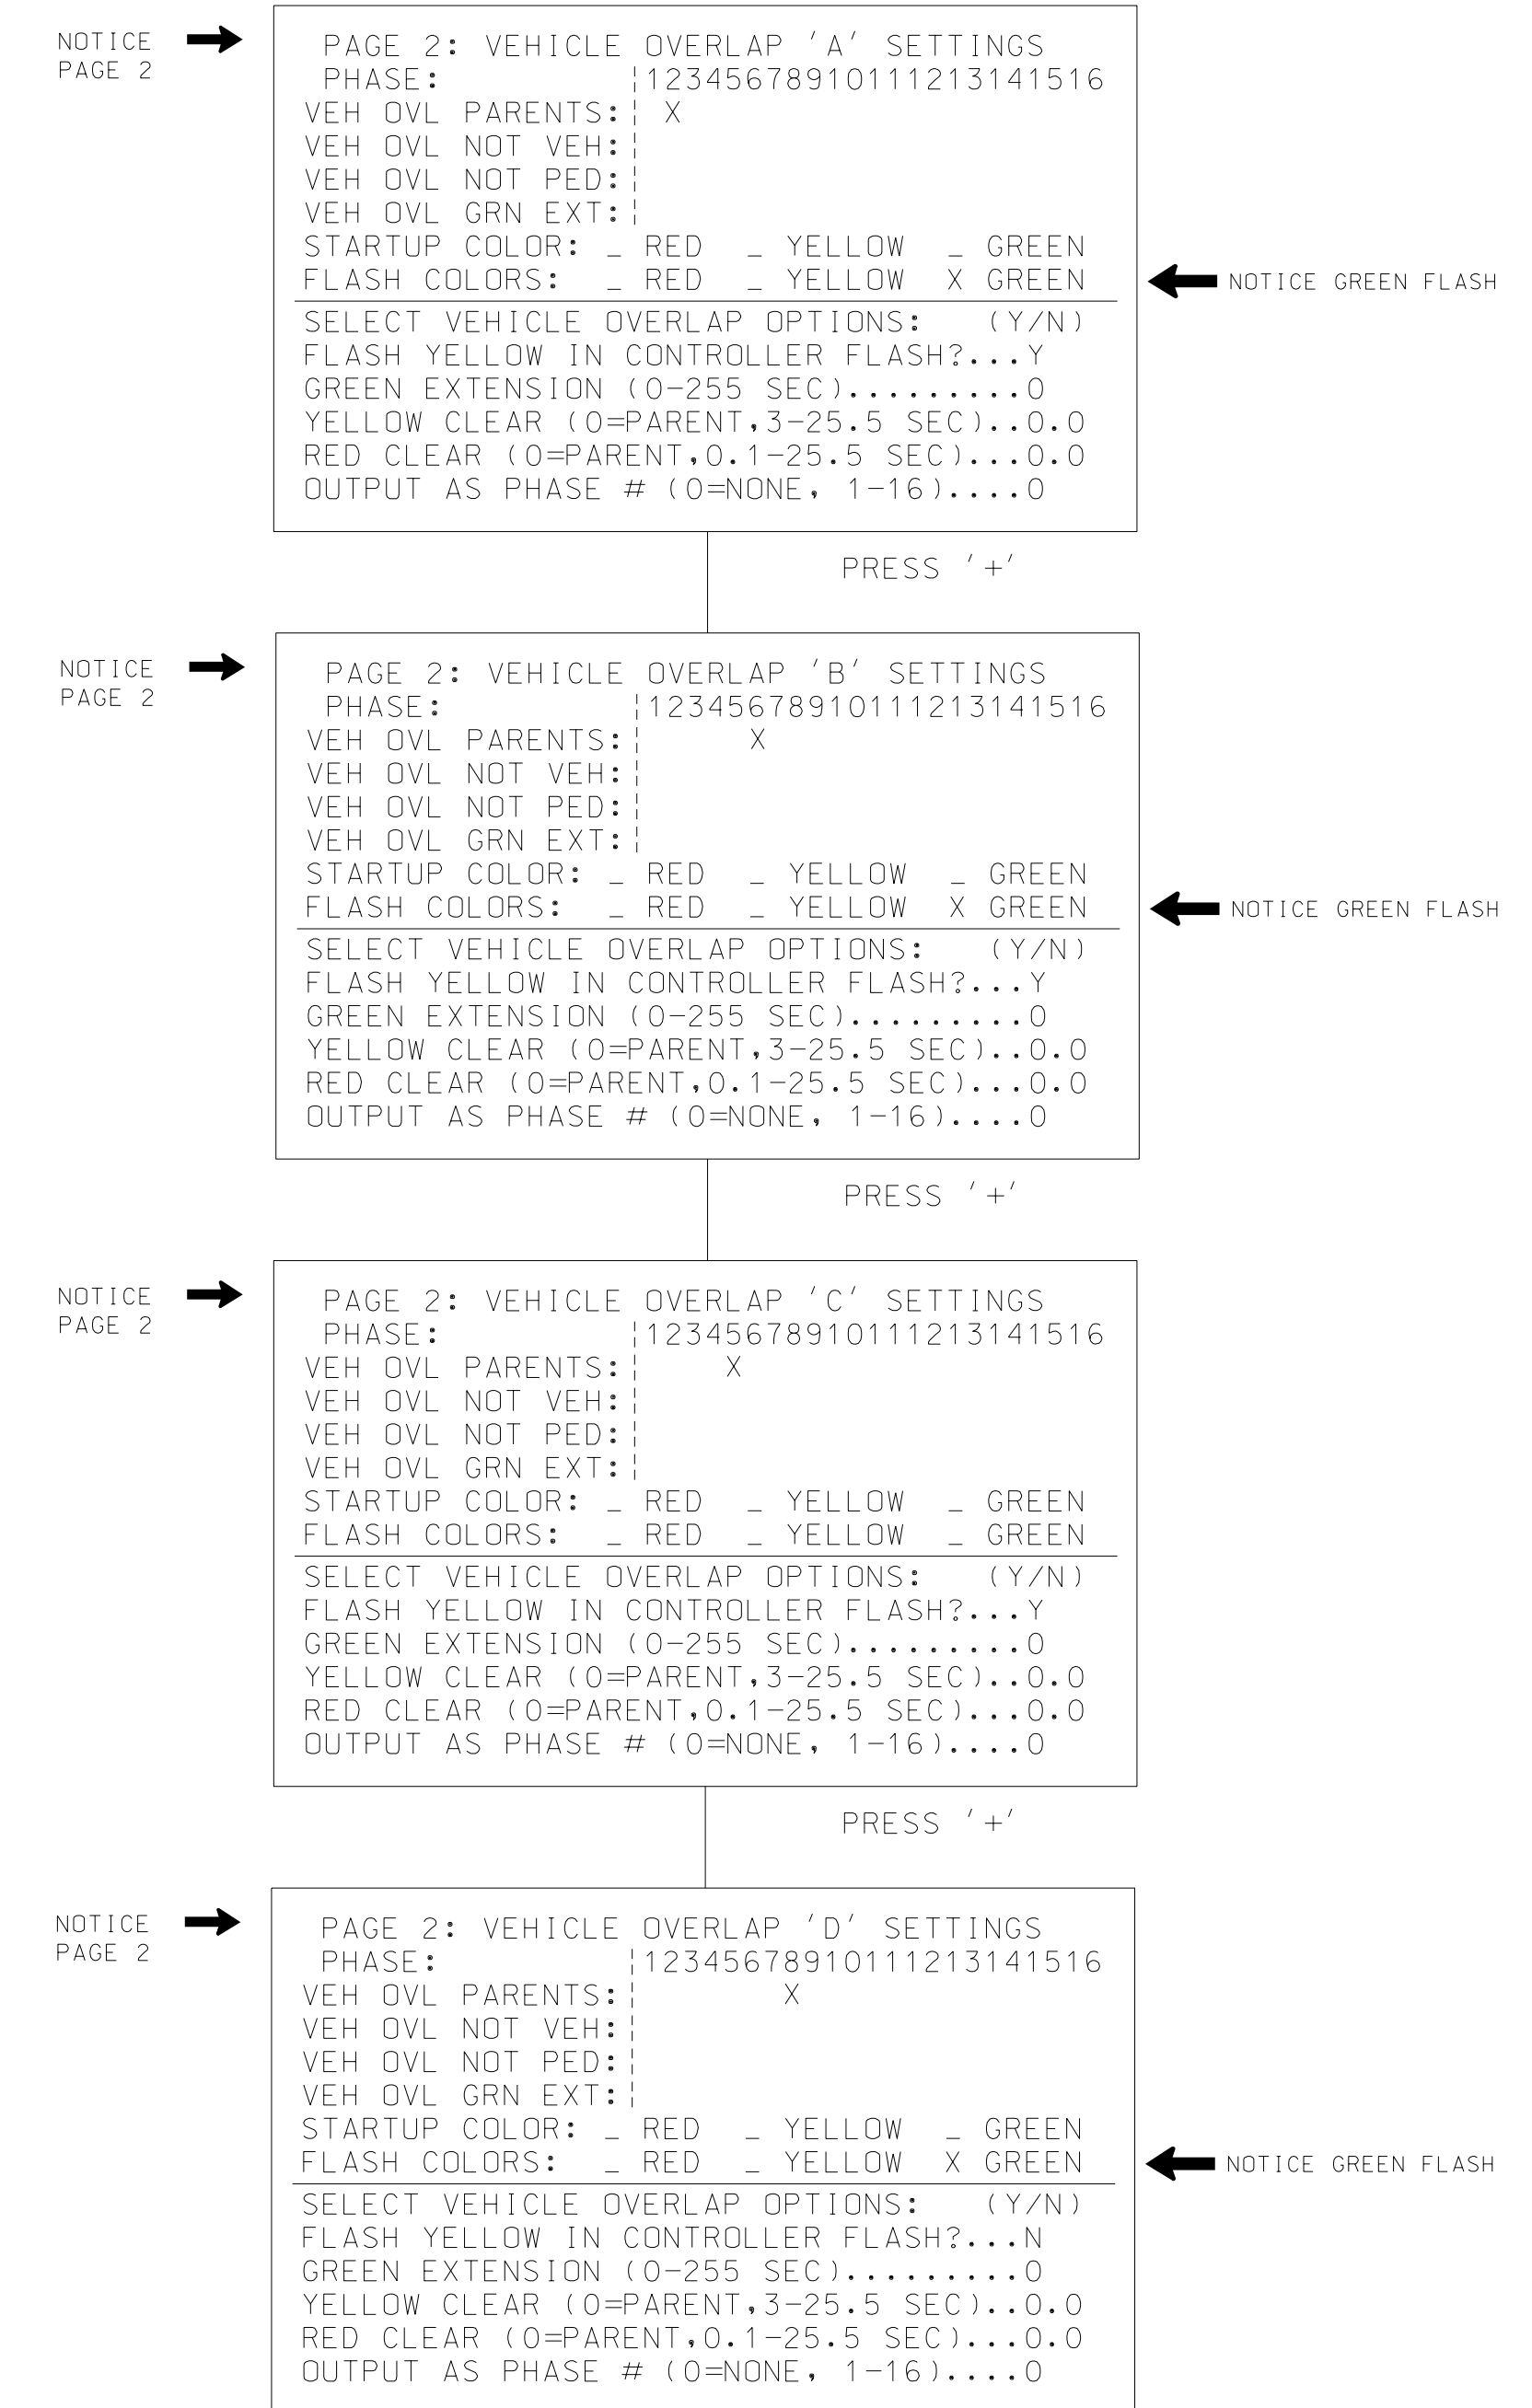 NOTICE
PAGE 2
PAGE 2: VEHICLE OVERLAP 'A' SETTINGS
PHASE: |12345678910111213141516
VEH OVL PARENTS:| X
VEH OVL NOT VEH:|
VEH OVL NOT PED:|
VEH OVL GRN EXT:|
STARTUP COLOR: _ RED _ YELLOW _ GREEN
FLASH COLORS: _ RED _ YELLOW X GREEN
NOTICE GREEN FLASH
SELECT VEHICLE OVERLAP OPTIONS: (Y/N)
FLASH YELLOW IN CONTROLLER FLASH?...Y
GREEN EXTENSION (0-255 SEC).........0
YELLOW CLEAR (0=PARENT,3-25.5 SEC)..0.0
RED CLEAR (0=PARENT,0.1-25.5 SEC)...0.0
OUTPUT AS PHASE # (0=NONE, 1-16)....0
PRESS '+'
NOTICE
PAGE 2
PAGE 2: VEHICLE OVERLAP 'B' SETTINGS
PHASE: |12345678910111213141516
VEH OVL PARENTS:| X
VEH OVL NOT VEH:|
VEH OVL NOT PED:|
VEH OVL GRN EXT:|
STARTUP COLOR: _ RED _ YELLOW _ GREEN
FLASH COLORS: _ RED _ YELLOW X GREEN
NOTICE GREEN FLASH
SELECT VEHICLE OVERLAP OPTIONS: (Y/N)
FLASH YELLOW IN CONTROLLER FLASH?...Y
GREEN EXTENSION (0-255 SEC).........0
YELLOW CLEAR (0=PARENT,3-25.5 SEC)..0.0
RED CLEAR (0=PARENT,0.1-25.5 SEC)...0.0
OUTPUT AS PHASE # (0=NONE, 1-16)....0
PRESS '+'
NOTICE
PAGE 2
PAGE 2: VEHICLE OVERLAP 'C' SETTINGS
PHASE: |12345678910111213141516
VEH OVL PARENTS:| X
VEH OVL NOT VEH:|
VEH OVL NOT PED:|
VEH OVL GRN EXT:|
STARTUP COLOR: _ RED _ YELLOW _ GREEN
FLASH COLORS: _ RED _ YELLOW _ GREEN
SELECT VEHICLE OVERLAP OPTIONS: (Y/N)
FLASH YELLOW IN CONTROLLER FLASH?...Y
GREEN EXTENSION (0-255 SEC).........0
YELLOW CLEAR (0=PARENT,3-25.5 SEC)..0.0
RED CLEAR (0=PARENT,0.1-25.5 SEC)...0.0
OUTPUT AS PHASE # (0=NONE, 1-16)....0
PRESS '+'
NOTICE
PAGE 2
PAGE 2: VEHICLE OVERLAP 'D' SETTINGS
PHASE: |12345678910111213141516
VEH OVL PARENTS:| X
VEH OVL NOT VEH:|
VEH OVL NOT PED:|
VEH OVL GRN EXT:|
STARTUP COLOR: _ RED _ YELLOW _ GREEN
FLASH COLORS: _ RED _ YELLOW X GREEN
NOTICE GREEN FLASH
SELECT VEHICLE OVERLAP OPTIONS: (Y/N)
FLASH YELLOW IN CONTROLLER FLASH?...N
GREEN EXTENSION (0-255 SEC).........0
YELLOW CLEAR (0=PARENT,3-25.5 SEC)..0.0
RED CLEAR (0=PARENT,0.1-25.5 SEC)...0.0
OUTPUT AS PHASE # (0=NONE, 1-16)....0